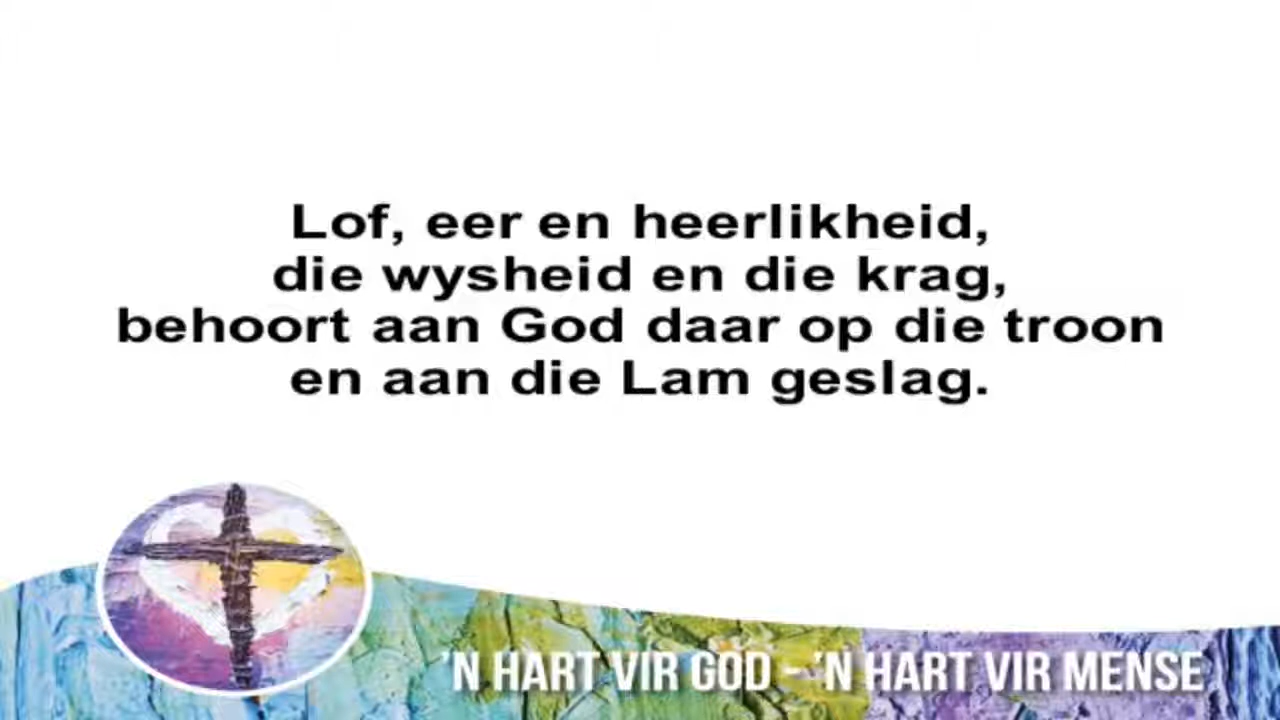 Lof, eer en heerlikheid,
die wysheid en die krag,
behoort aan God daar op die troon
en aan die Lam geslag.
'N HART VIR GOD - 'N HART VIR MENSE